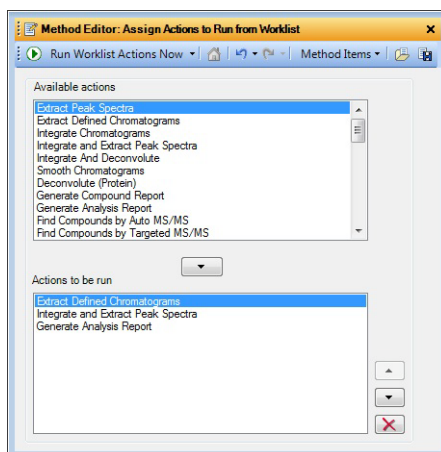 Method Editor: Assign Actions to Run from Worklist
Run Worklist Actions Now
Method Items
Available actions
Extract Peak Spectra
Extract Defined Chromatograms
Integrate Chromatograms
Integrate and Extract Peak Spectra
Integrate And Deconvolute
Smooth Chromatograms
Deconvolute (Protein)
Generate Compound Report
Generate Analysis Report
Find Compounds by Auto MS/MS
Find Compounds by Targeted MS/MS
Actions to be run
Extract Defined Chromatograms
Integrate and Extract Peak Spectra
Generate Analysis Report